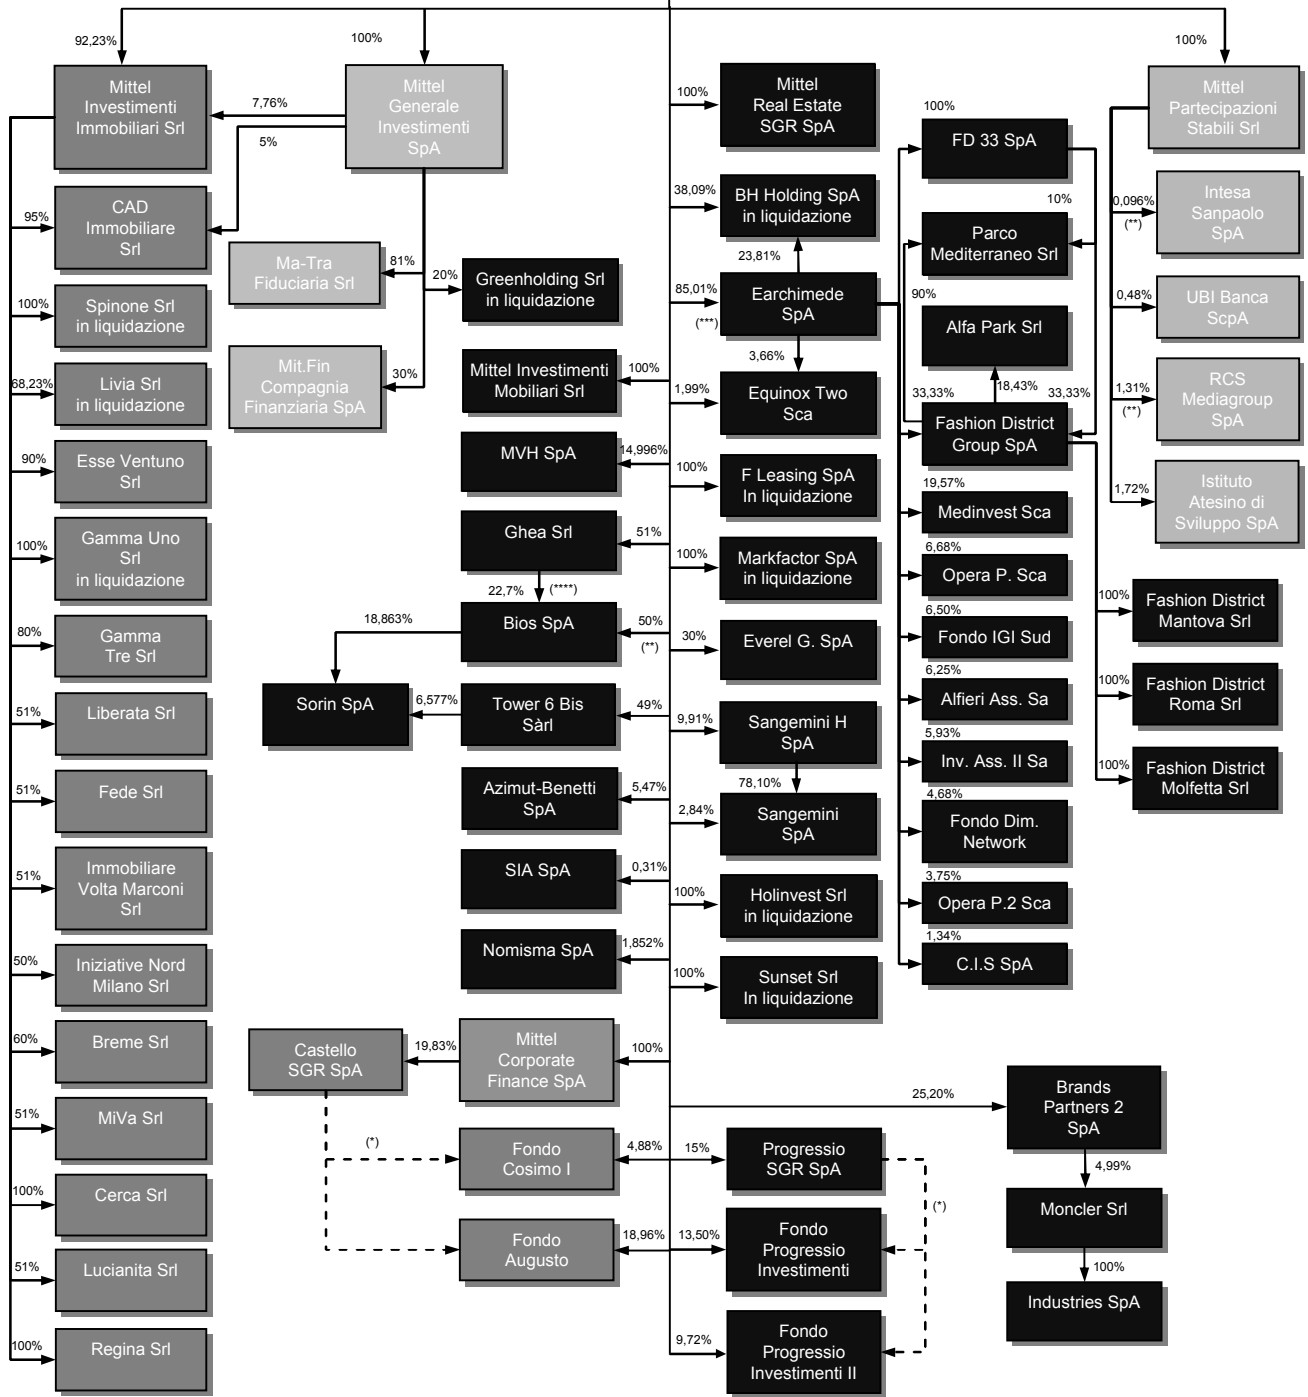 92,23%
100%
100%
Mittel
Investimenti
Immobiliari Srl
7,76%
5%
Mittel
Generale
Investimenti
SpA
100%
Mittel
Real Estate
SGR SpA
100%
FD 33 SpA
Mittel
Partecipazioni
Stabili Srl
95%
CAD
Immobiliare
Srl
Ma-Tra
Fiduciaria Srl
81%
20%
Greenholding Srl
in liquidazione
38,09%
BH Holding SpA
in liquidazione
23,81%
10%
Parco
Mediterraneo Srl
0,096%
(**)
Intesa
Sanpaolo
SpA
100%
Spinone Srl
in liquidazione
85,01%
(***)
Earchimede
SpA
90%
Alfa Park Srl
0,48%
UBI Banca
ScpA
68,23%
Livia Srl
in liquidazione
Mit.Fin
Compagnia
Finanziaria SpA
30%
Mittel Investimenti
Mobiliari Srl
100%
3,66%
1,99%
Equinox Two
Sca
33,33%
18,43%
33,33%
Fashion District
Group SpA
1,31%
(**)
RCS
Mediagroup
SpA
90%
Esse Ventuno
Srl
MVH SpA
14,996%
100%
F Leasing SpA
In liquidazione
19,57%
Medinvest Sca
1,72%
Istituto
Atesino di
Sviluppo SpA
100%
Gamma Uno
Srl
in liquidazione
Ghea Srl
51%
100%
Markfactor SpA
in liquidazione
6,68%
Opera P. Sca
22,7%
(****)
100%
Fashion District
Mantova Srl
80%
Gamma
Tre Srl
18,863%
Bios SpA
50%
(**)
30%
Everel G. SpA
6,50%
Fondo IGI Sud
51%
Liberata Srl
Sorin SpA
6,577%
Tower 6 Bis
Sàrl
49%
9,91%
Sangemini H
SpA
6,25%
Alfieri Ass. Sa
100%
Fashion District
Roma Srl
78,10%
5,93%
Inv. Ass. II Sa
100%
Fashion District
Molfetta Srl
51%
Fede Srl
Azimut-Benetti
SpA
5,47%
2,84%
Sangemini
SpA
4,68%
Fondo Dim.
Network
51%
Immobiliare
Volta Marconi
Srl
SIA SpA
0,31%
100%
Holinvest Srl
in liquidazione
3,75%
Opera P.2 Sca
50%
Iniziative Nord
Milano Srl
Nomisma SpA
1,852%
100%
Sunset Srl
In liquidazione
1,34%
C.I.S SpA
60%
Breme Srl
Castello
SGR SpA
19,83%
Mittel
Corporate
Finance SpA
100%
25,20%
Brands
Partners 2
SpA
51%
MiVa Srl
(*)
Fondo
Cosimo I
4,88%
15%
Progressio
SGR SpA
4,99%
100%
Cerca Srl
(*)
Moncler Srl
51%
Lucianita Srl
Fondo
Augusto
18,96%
13,50%
Fondo
Progressio
Investimenti
100%
Industries SpA
100%
Regina Srl
9,72%
Fondo
Progressio
Investimenti II